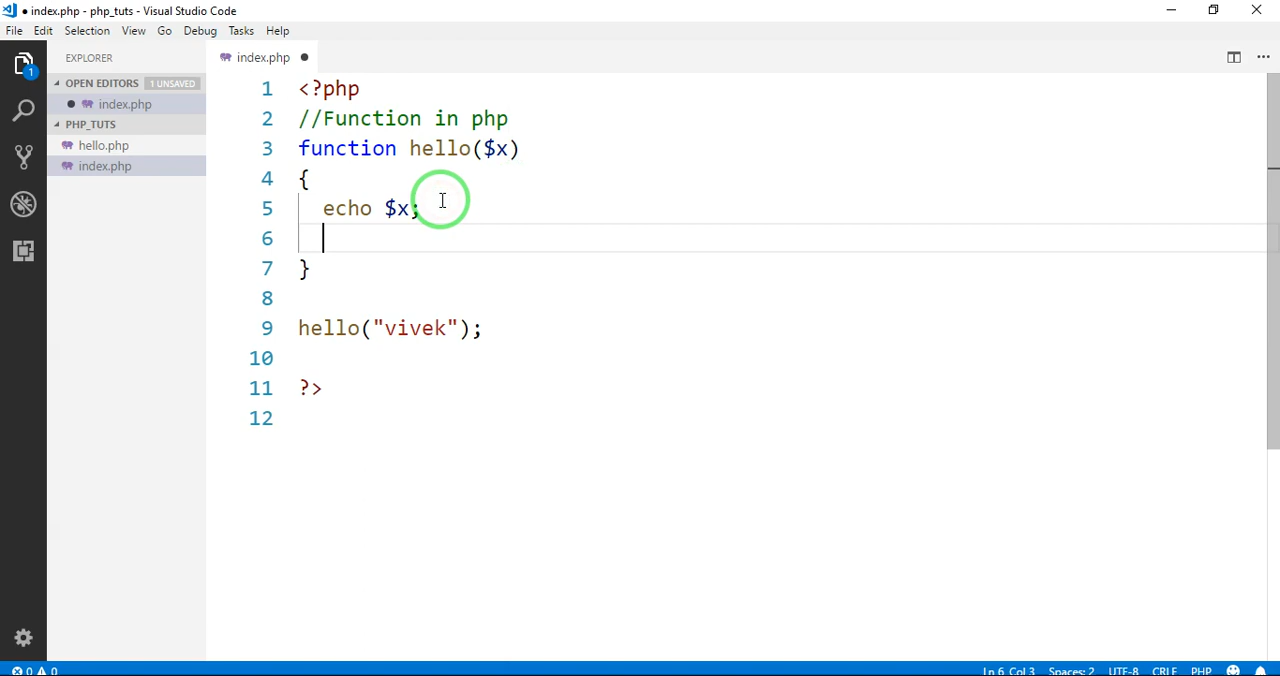 ● index.php - php_tuts - Visual Studio Code
File Edit Selection View Go Debug Tasks Help
EXPLORER
index.php ●
OPEN EDITORS 1 UNSAVED
● index.php
PHP_TUTS
hello.php
index.php
1
1 <?php
2 //Function in php
3 function hello($x)
4 {
5 echo $x;
6
7 }
8
9 hello("vivek");
10
11 ?>
12
0 0 Ln 6, Col 3 Spaces: 2 UTF-8 CRLF PHP